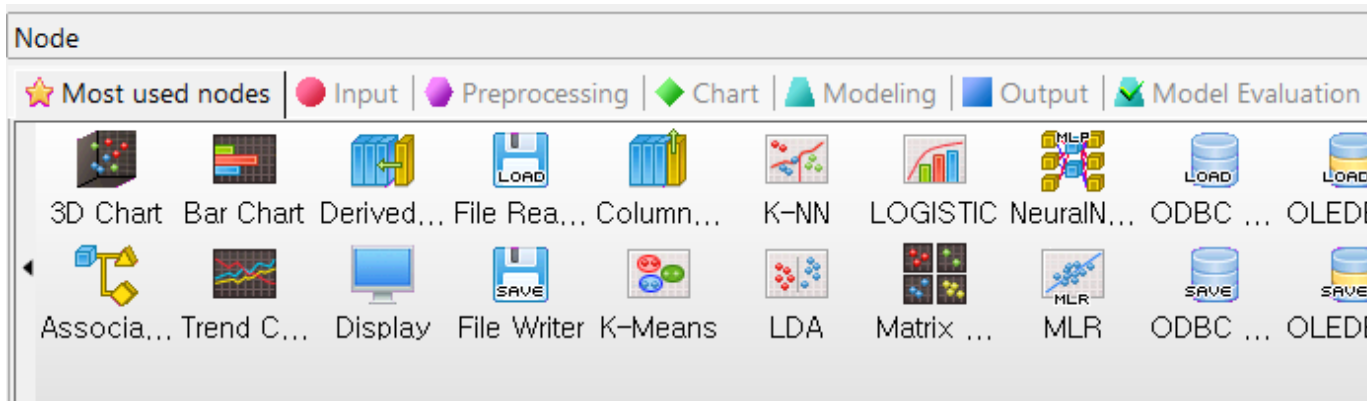 Node
Most used nodes Input Preprocessing Chart Modeling Output Model Evaluation
LOAD MLP LOAD LOAD
3D Chart Bar Chart Derived... File Rea... Column... K-NN LOGISTIC NeuralN... ODBC ... OLED
SAVE MLR SAVE SAVE
Associa... Trend C... Display File Writer K-Means LDA Matrix ... MLR ODBC ... OLED